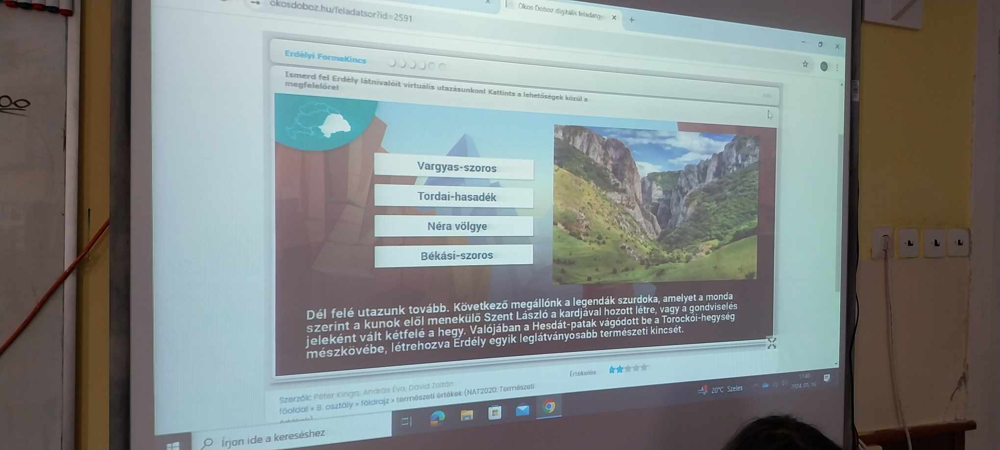 okosdoboz.hu/feladatsor?id=2591
Okos Doboz digitális feladatgy
Erdélyi FormaKincs
Ismerd fel Erdély látnivalóit virtuális utazásunkon! Kattints a lehetőségek közül a
megfelelőre!
Vargyas-szoros
Tordai-hasadék
Néra völgye
Békási-szoros
Dél felé utazunk tovább. Következő megállónk a legendák szurdoka, amelyet a monda
szerint a kunok elől menekülő Szent László a kardjával hozott létre, vagy a gondviselés
jeleként vált kétfelé a hegy. Valójában a Hesdát-patak vágódott be a Torockói-hegység
mészkövébe, létrehozva Erdély egyik leglátványosabb természeti kincsét.
Értékelés
Szerzők: Péter Kinga, András Éva, Dávid Zoltán
főoldal » 8. osztály » földrajz » természeti értékek (NAT2020: Természeti
20°C Szeles
12:40
2024. 05. 16.
Írjon ide a kereséshez